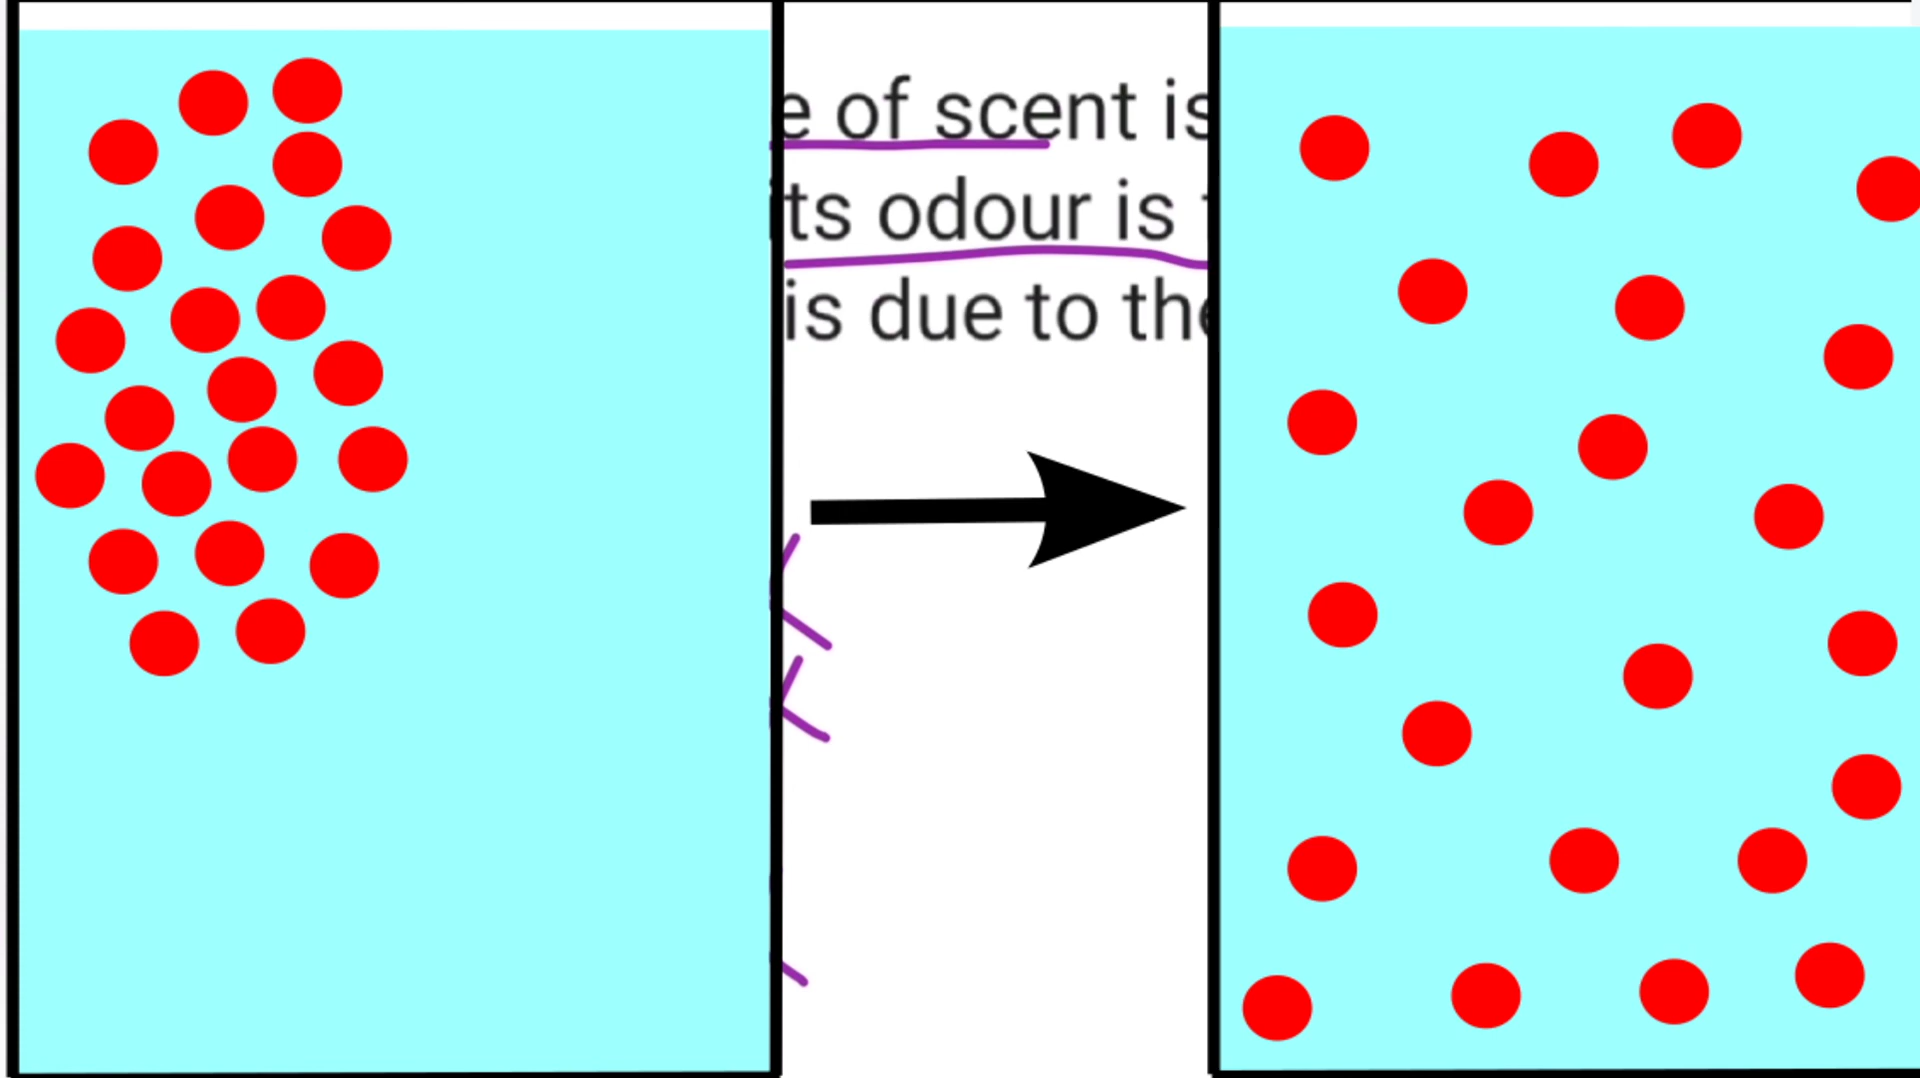 e of scent is
its odour is
is due to the